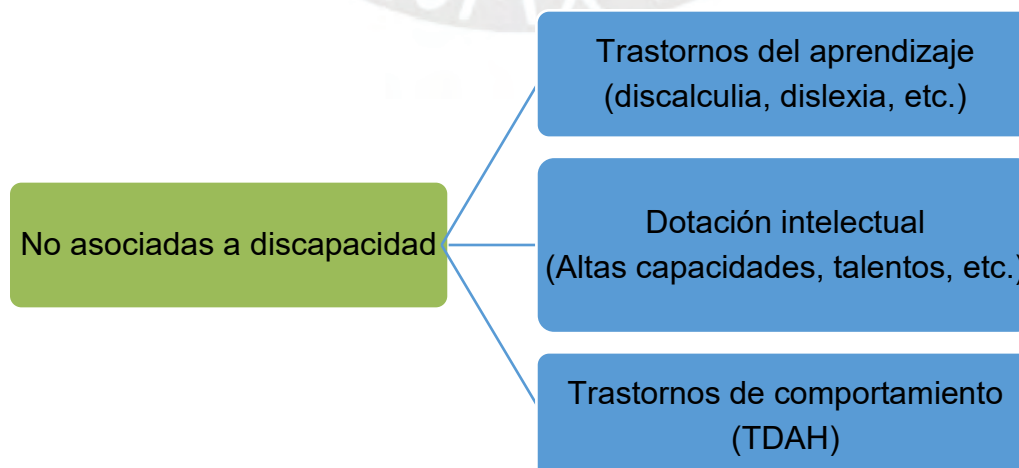 Trastornos del aprendizaje
(discalculia, dislexia, etc.)
No asociadas a discapacidad
Dotación intelectual
(Altas capacidades, talentos, etc.)
Trastornos de comportamiento
(TDAH)